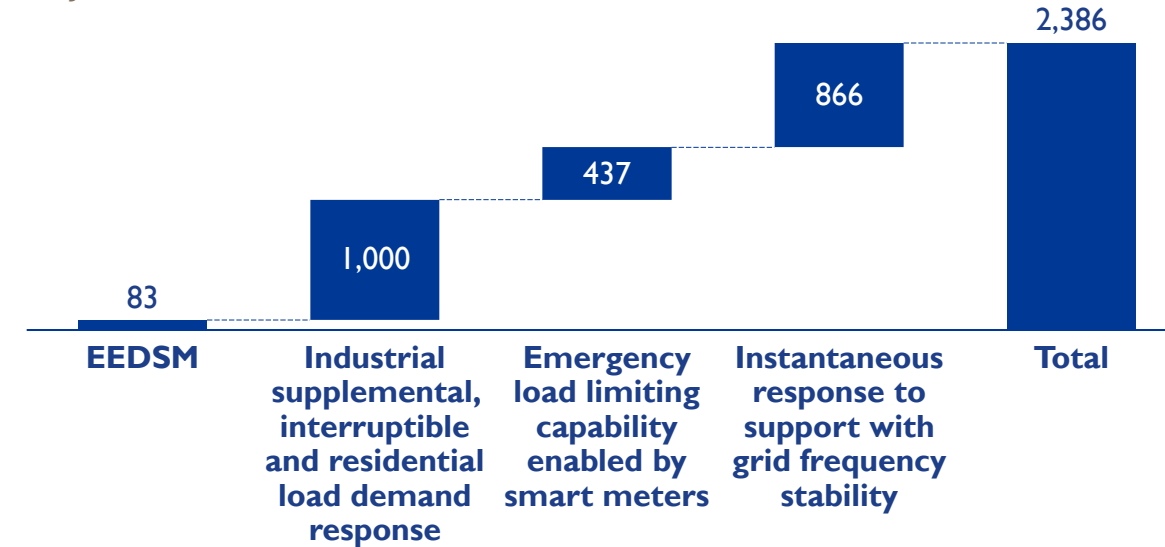 2,386
866
437
1,000
83
EEDSM
Industrial
supplemental,
interruptible
and residential
load demand
response
Emergency
load limiting
capability
enabled by
smart meters
Instantaneous
response to
support with
grid frequency
stability
Total